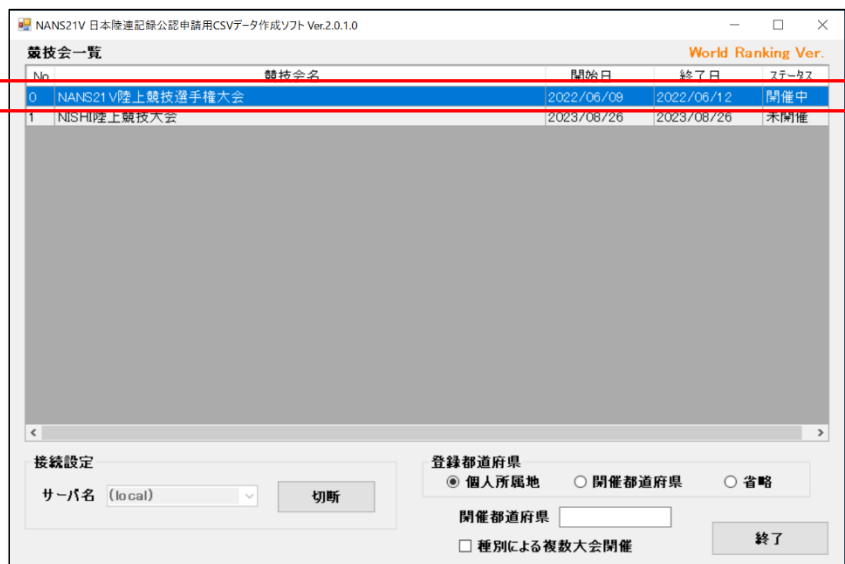 NANS21V 日本陸連記録公認申請用CSVデータ作成ソフト Ver.2.0.1.0
競技会一覧 World Ranking Ver.
No 競技会名 開始日 終了日 ステータス
0 NANS21V陸上競技選手権大会 2022/06/09 2022/06/12 開催中
1 NISHI陸上競技大会 2023/08/26 2023/08/26 未開催
接続設定
サーバ名 (local) 切断
登録都道府県
個人所属地 開催都道府県 省略
開催都道府県
種別による複数大会開催
終了